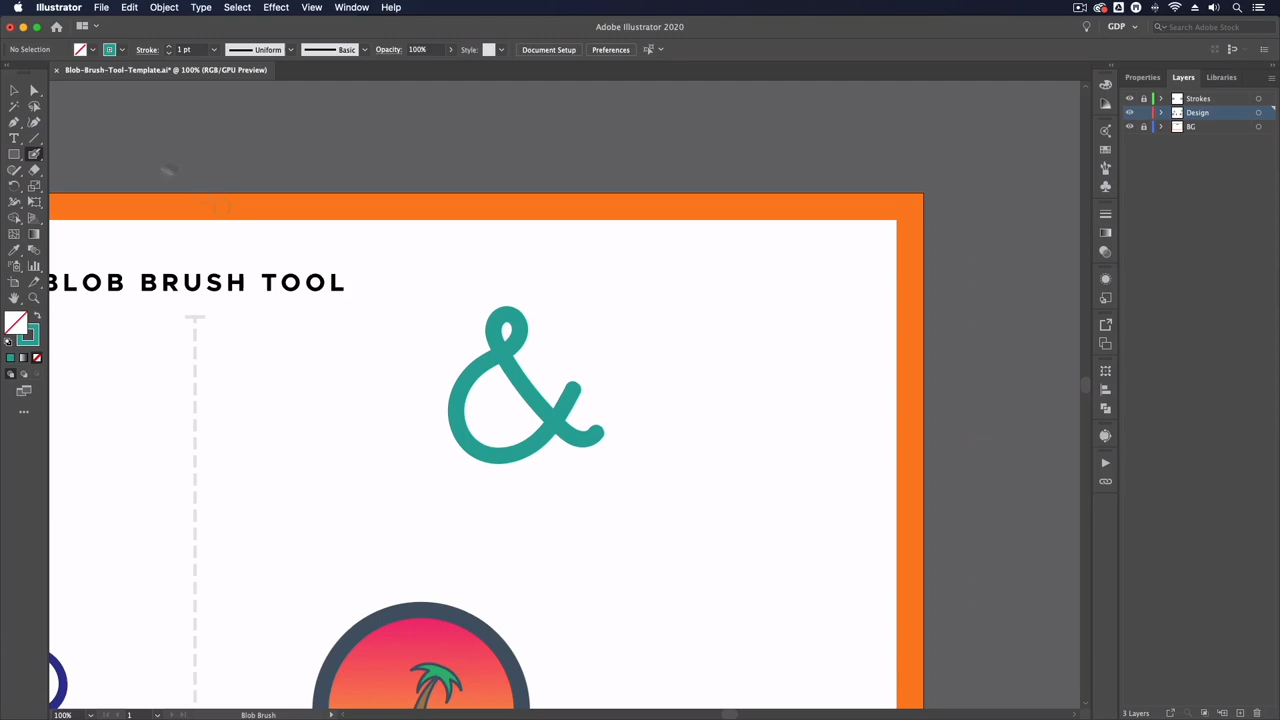 Illustrator File Edit Object Type Select Effect View Window Help
Adobe Illustrator 2020
GDP
Search Adobe Stock
No Selection Stroke: 1 pt Uniform Basic Opacity: 100% Style: Document Setup Preferences
Blob-Brush-Tool-Template.ai* @ 100% (RGB/GPU Preview)
Properties Layers Libraries
Strokes
Design
BG
BLOB BRUSH TOOL
&
100% 1 Blob Brush
3 Layers